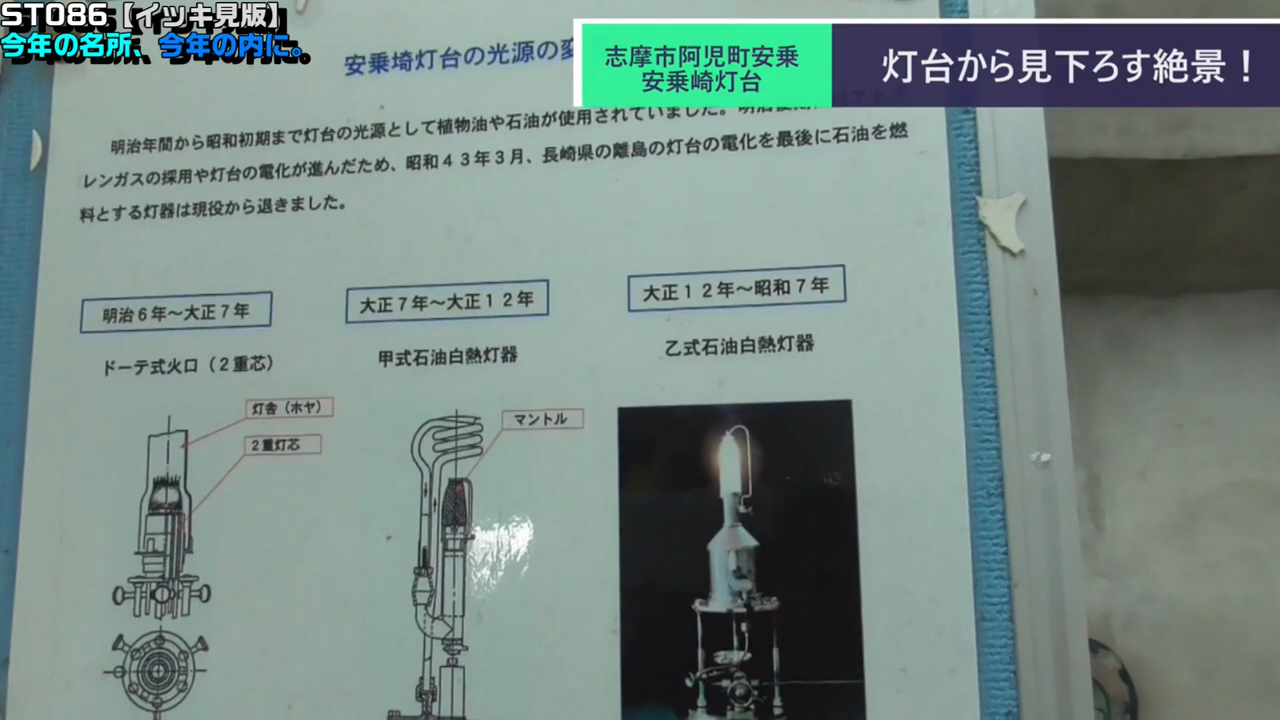 ST086【イッキ見版】
今年の名所、今年の内に。
志摩市阿児町安乗
安乗崎灯台
灯台から見下ろす絶景！
安乗埼灯台の光源の変
明治年間から昭和初期まで灯台の光源として植物油や石油が使用されていました。
レンガスの採用や灯台の電化が進んだため、昭和４３年３月、長崎県の離島の灯台の電化を最後に石油を燃
料とする灯器は現役から退きました。
明治６年～大正７年
大正７年～大正１２年
大正１２年～昭和７年
ドーテ式火口（２重芯）
甲式石油白熱灯器
乙式石油白熱灯器
灯舎（ホヤ）
２重灯芯
マントル